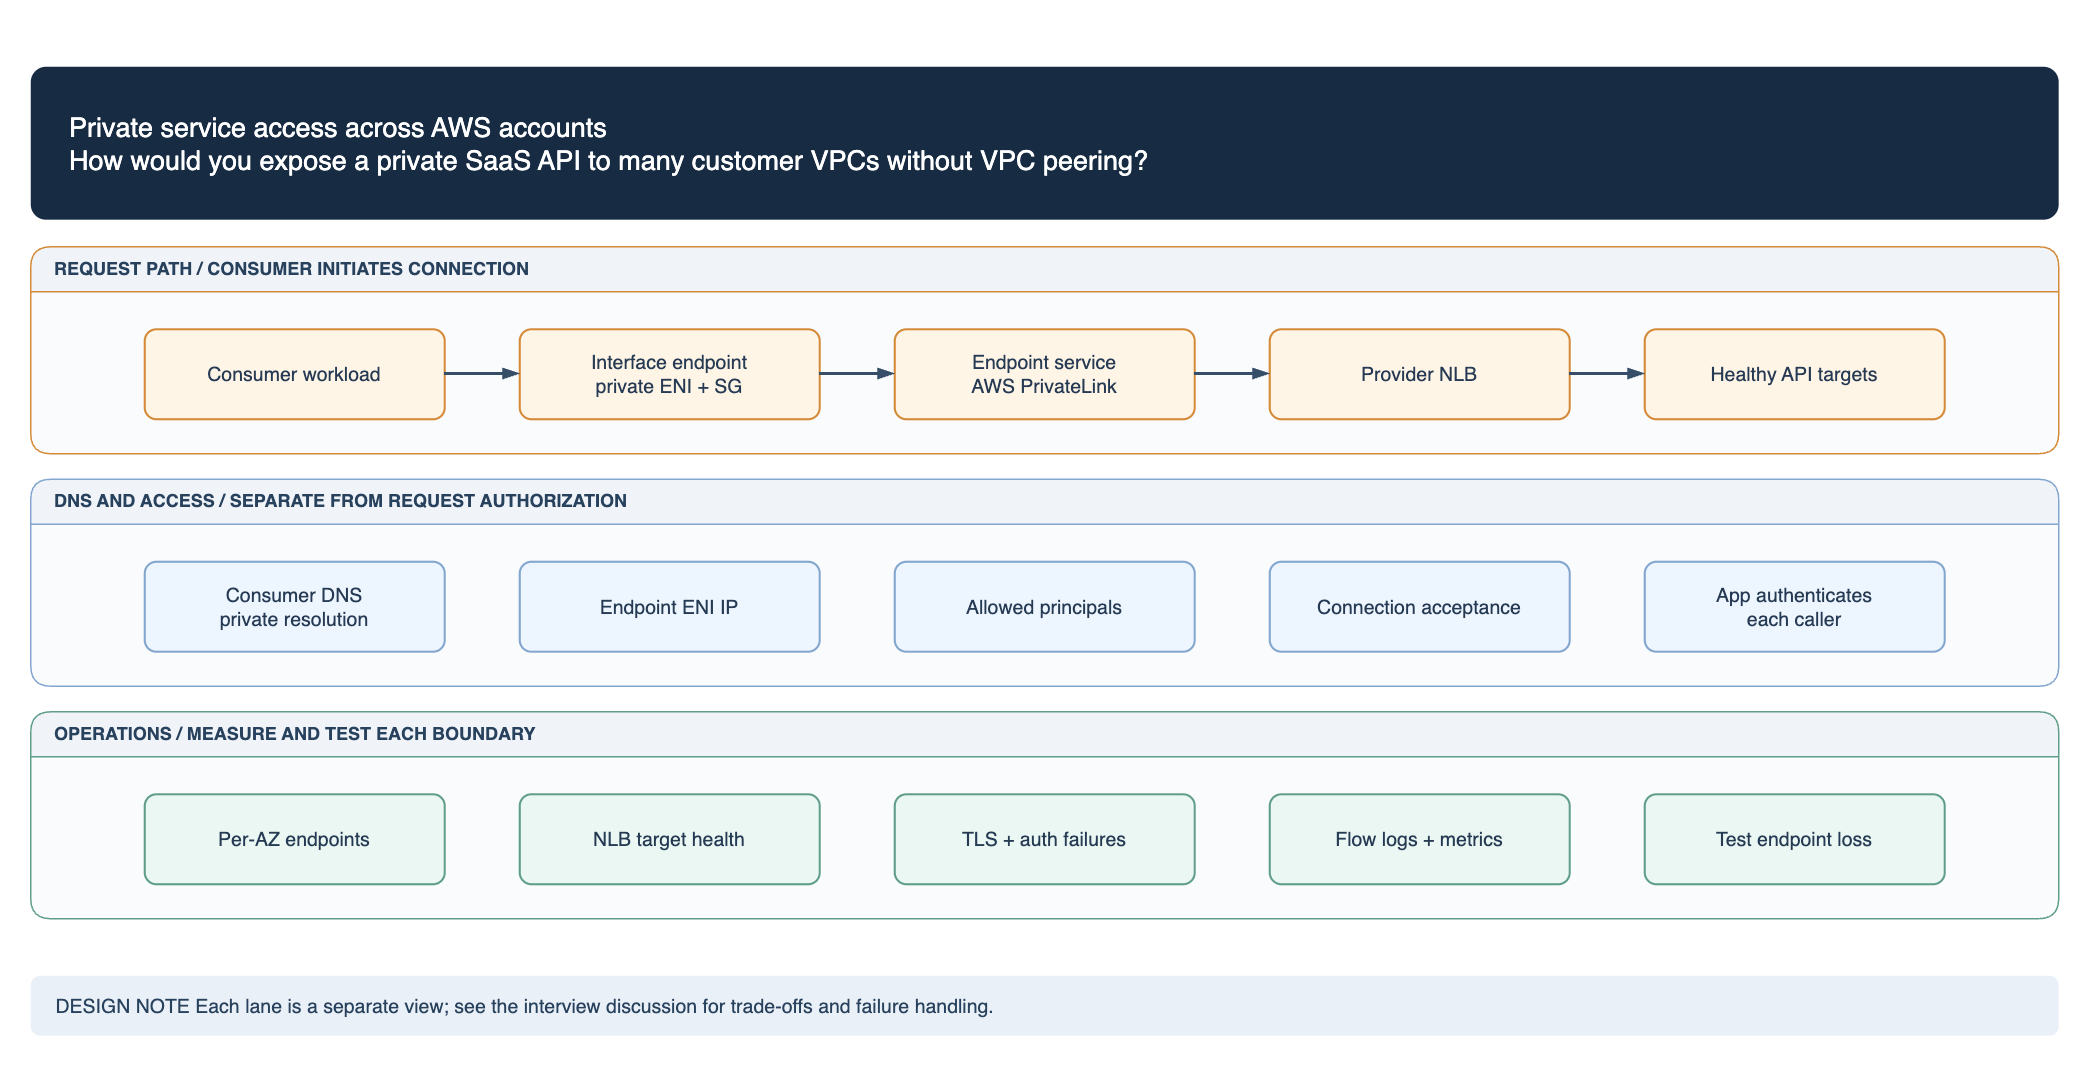 Private service access across AWS accounts
How would you expose a private SaaS API to many customer VPCs without VPC peering?
REQUEST PATH / CONSUMER INITIATES CONNECTION
Consumer workload
Interface endpoint
private ENI + SG
Endpoint service
AWS PrivateLink
Provider NLB
Healthy API targets
DNS AND ACCESS / SEPARATE FROM REQUEST AUTHORIZATION
Consumer DNS
private resolution
Endpoint ENI IP
Allowed principals
Connection acceptance
App authenticates
each caller
OPERATIONS / MEASURE AND TEST EACH BOUNDARY
Per-AZ endpoints
NLB target health
TLS + auth failures
Flow logs + metrics
Test endpoint loss
DESIGN NOTE Each lane is a separate view; see the interview discussion for trade-offs and failure handling.